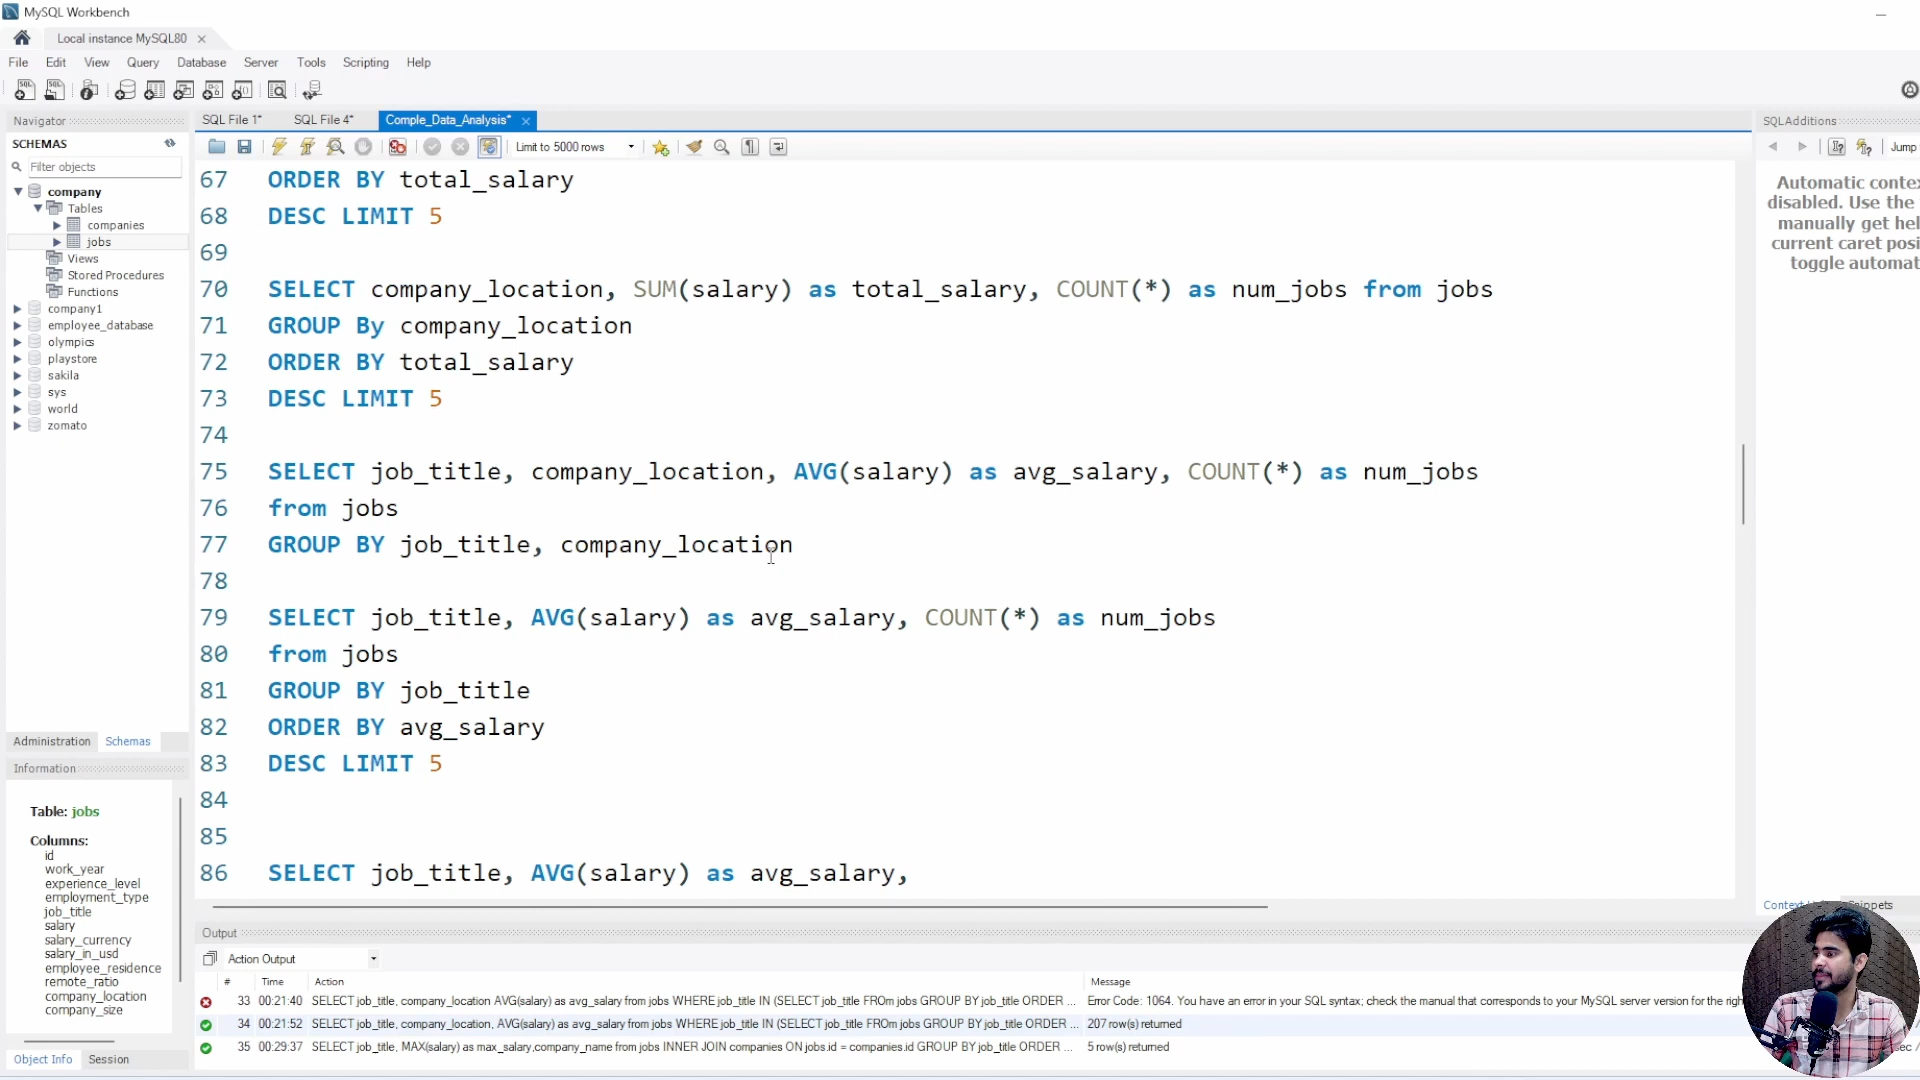 MySQL Workbench
Local instance MySQL80
File Edit View Query Database Server Tools Scripting Help
Navigator
SCHEMAS
Filter objects
company
Tables
companies
jobs
Views
Stored Procedures
Functions
company1
employee_database
olympics
playstore
sakila
sys
world
zomato
Administration Schemas
Information
Table: jobs
Columns:
id
work_year
experience_level
employment_type
job_title
salary
salary_currency
salary_in_usd
employee_residence
remote_ratio
company_location
company_size
Object Info Session
SQL File 1* SQL File 4* Comple_Data_Analysis*
Limit to 5000 rows
67 ORDER BY total_salary
68 DESC LIMIT 5
69
70 SELECT company_location, SUM(salary) as total_salary, COUNT(*) as num_jobs from jobs
71 GROUP By company_location
72 ORDER BY total_salary
73 DESC LIMIT 5
74
75 SELECT job_title, company_location, AVG(salary) as avg_salary, COUNT(*) as num_jobs
76 from jobs
77 GROUP BY job_title, company_location
78
79 SELECT job_title, AVG(salary) as avg_salary, COUNT(*) as num_jobs
80 from jobs
81 GROUP BY job_title
82 ORDER BY avg_salary
83 DESC LIMIT 5
84
85
86 SELECT job_title, AVG(salary) as avg_salary,
Output
Action Output
# Time Action Message
33 00:21:40 SELECT job_title, company_location AVG(salary) as avg_salary from jobs WHERE job_title IN (SELECT job_title FROm jobs GROUP BY job_title ORDER ... Error Code: 1064. You have an error in your SQL syntax; check the manual that corresponds to your MySQL server version for the righ
34 00:21:52 SELECT job_title, company_location, AVG(salary) as avg_salary from jobs WHERE job_title IN (SELECT job_title FROm jobs GROUP BY job_title ORDER ... 207 row(s) returned
35 00:29:37 SELECT job_title, MAX(salary) as max_salary,company_name from jobs INNER JOIN companies ON jobs.id = companies.id GROUP BY job_title ORDER ... 5 row(s) returned
SQLAdditions
Jump
Automatic contex
disabled. Use the
manually get hel
current caret posi
toggle automat
Context